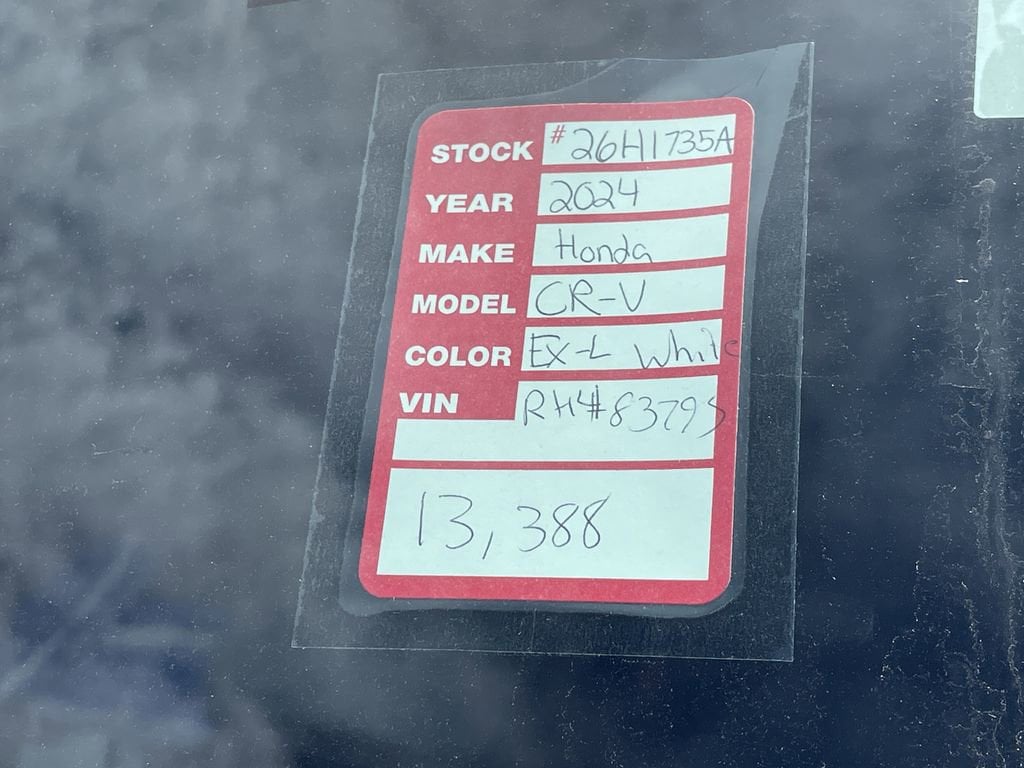 STOCK #26H1735A
YEAR 2024
MAKE Honda
MODEL CR-V
COLOR EX-L White
VIN RH4#83795
13,388